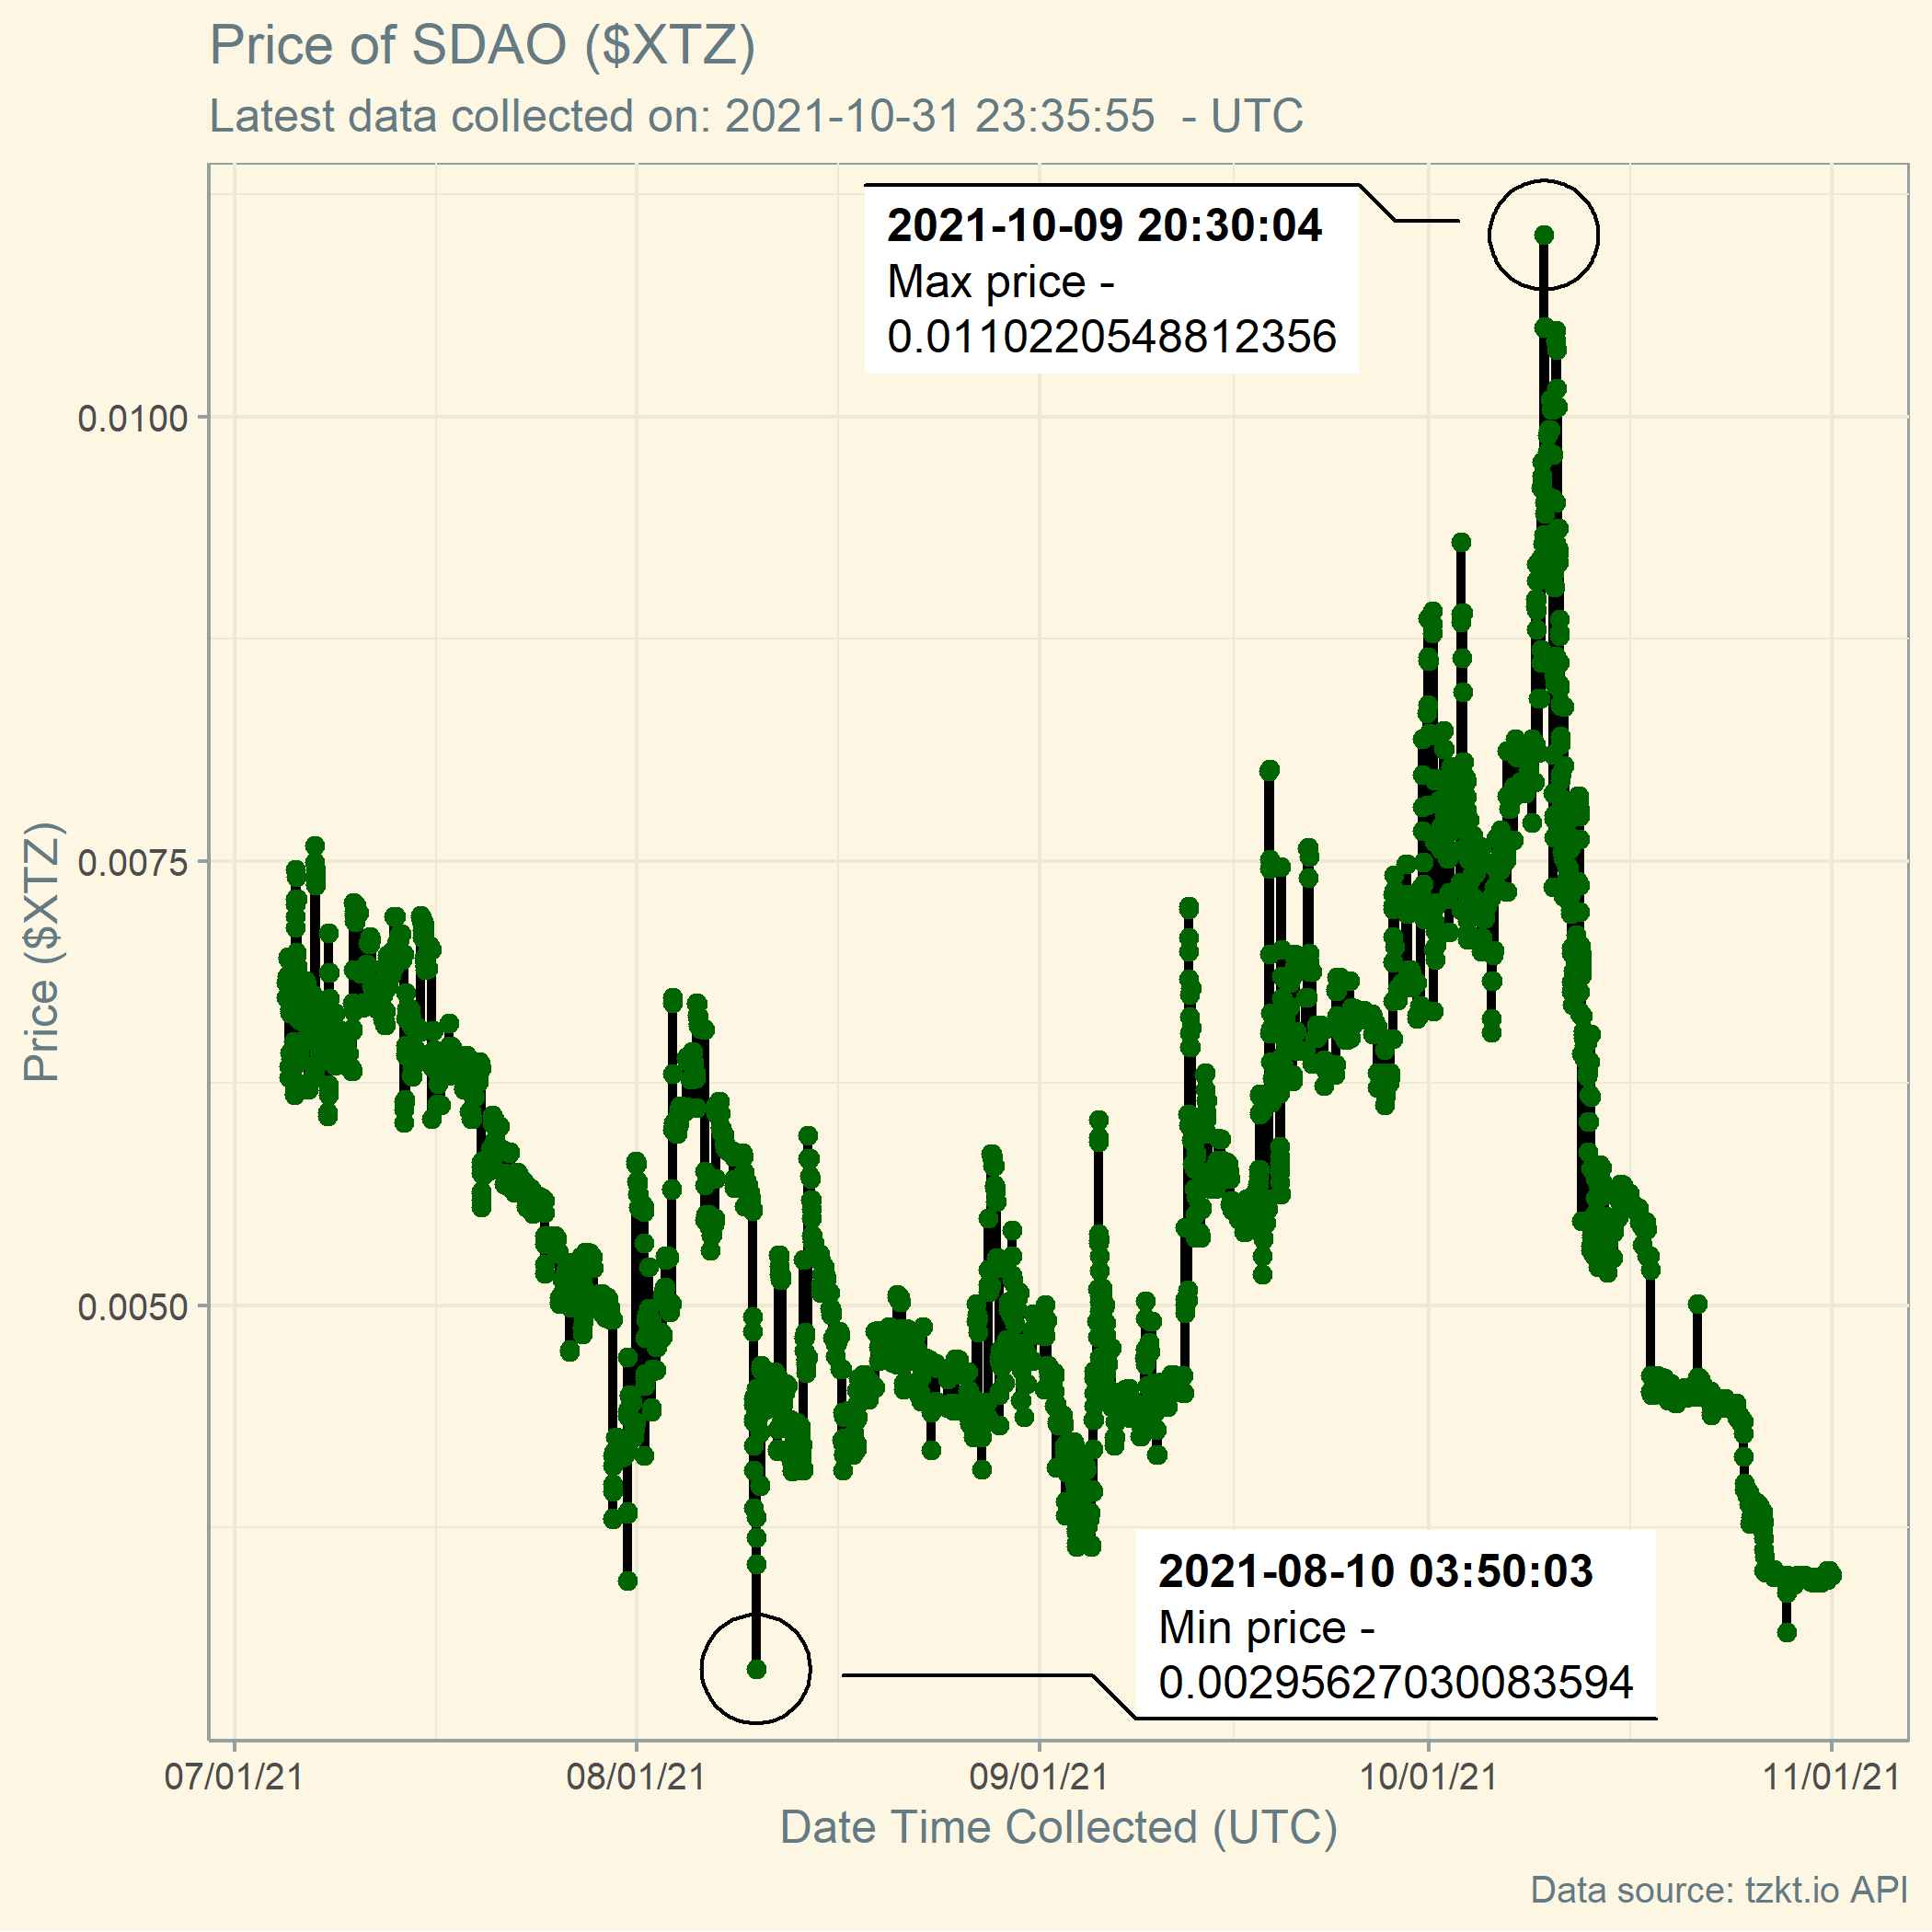 Price of SDAO ($XTZ)
Latest data collected on: 2021-10-31 23:35:55  - UTC
2021-10-09 20:30:04
Max price -
0.0110220548812356
0.0100
0.0075
0.0050
Price ($XTZ)
2021-08-10 03:50:03
Min price -
0.00295627030083594
07/01/21
08/01/21
09/01/21
10/01/21
11/01/21
Date Time Collected (UTC)
Data source: tzkt.io API